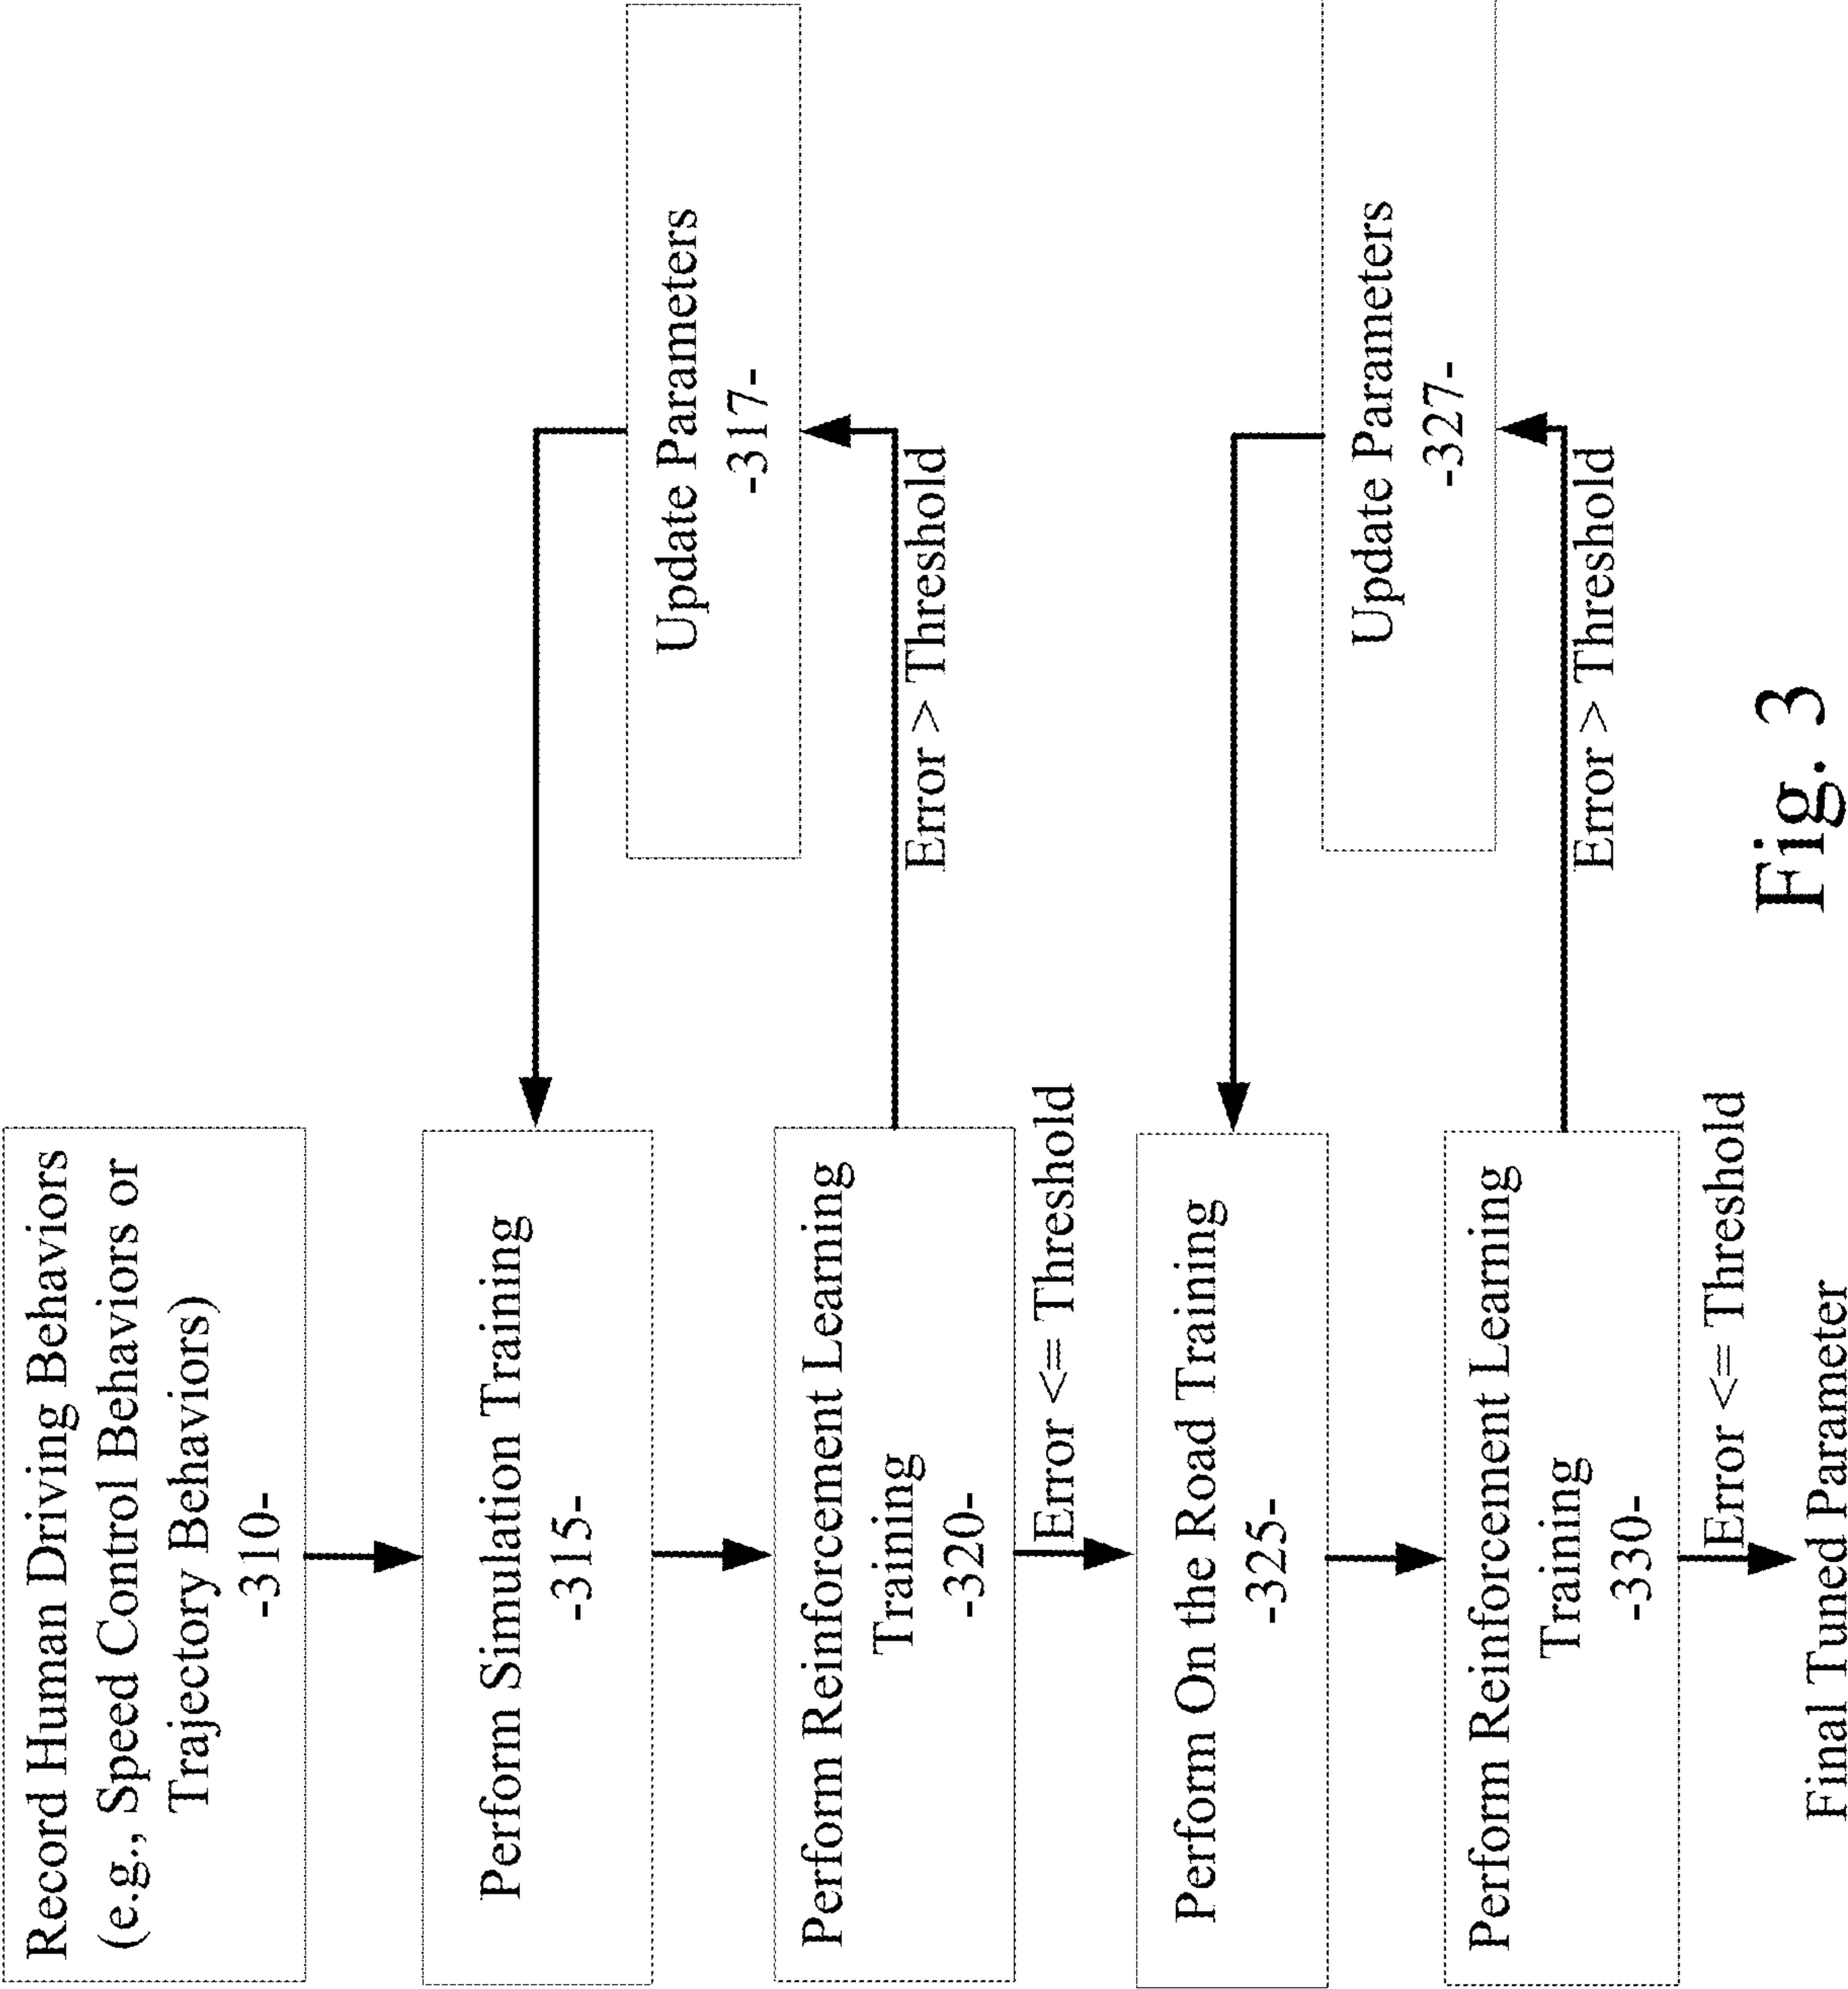 Record Human Driving Behaviors
(e.g., Speed Control Behaviors or
Trajectory Behaviors)
-310-
Perform Simulation Training
-315-
Update Parameters
-317-
Perform Reinforcement Learning
Training
-320-
Error > Threshold
Error <= Threshold
Perform On the Road Training
-325-
Update Parameters
-327-
Perform Reinforcement Learning
Training
-330-
Error > Threshold
Error <= Threshold
Final Tuned Parameter
Fig. 3